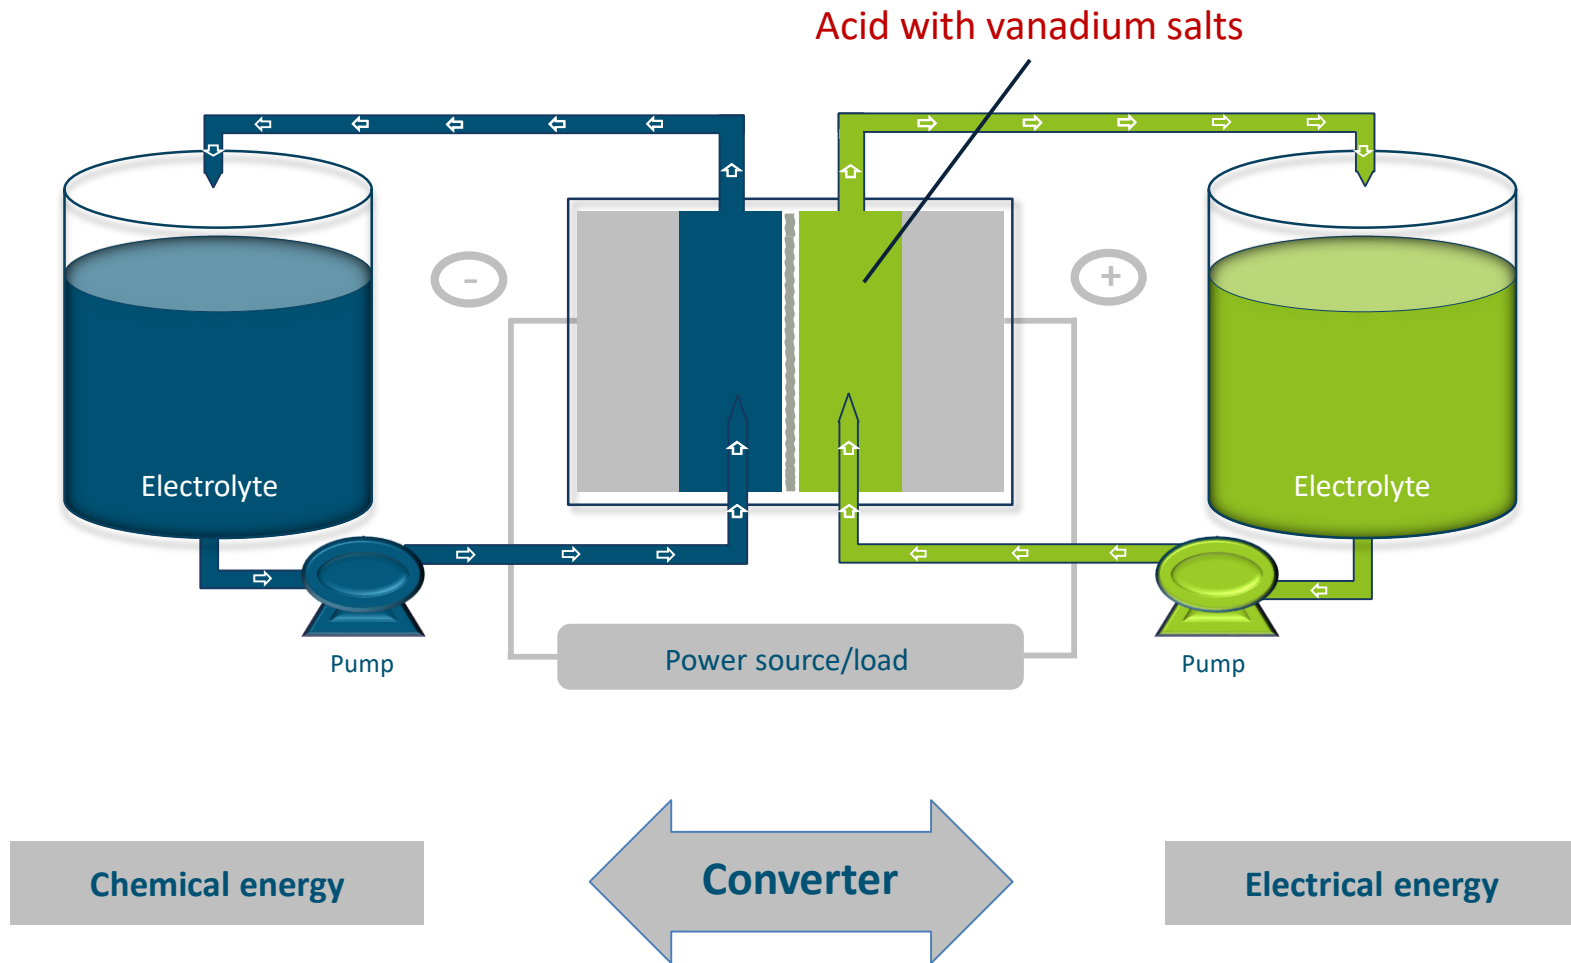 Acid with vanadium salts
-
+
Electrolyte
Electrolyte
Pump
Power source/load
Pump
Chemical energy
Converter
Electrical energy